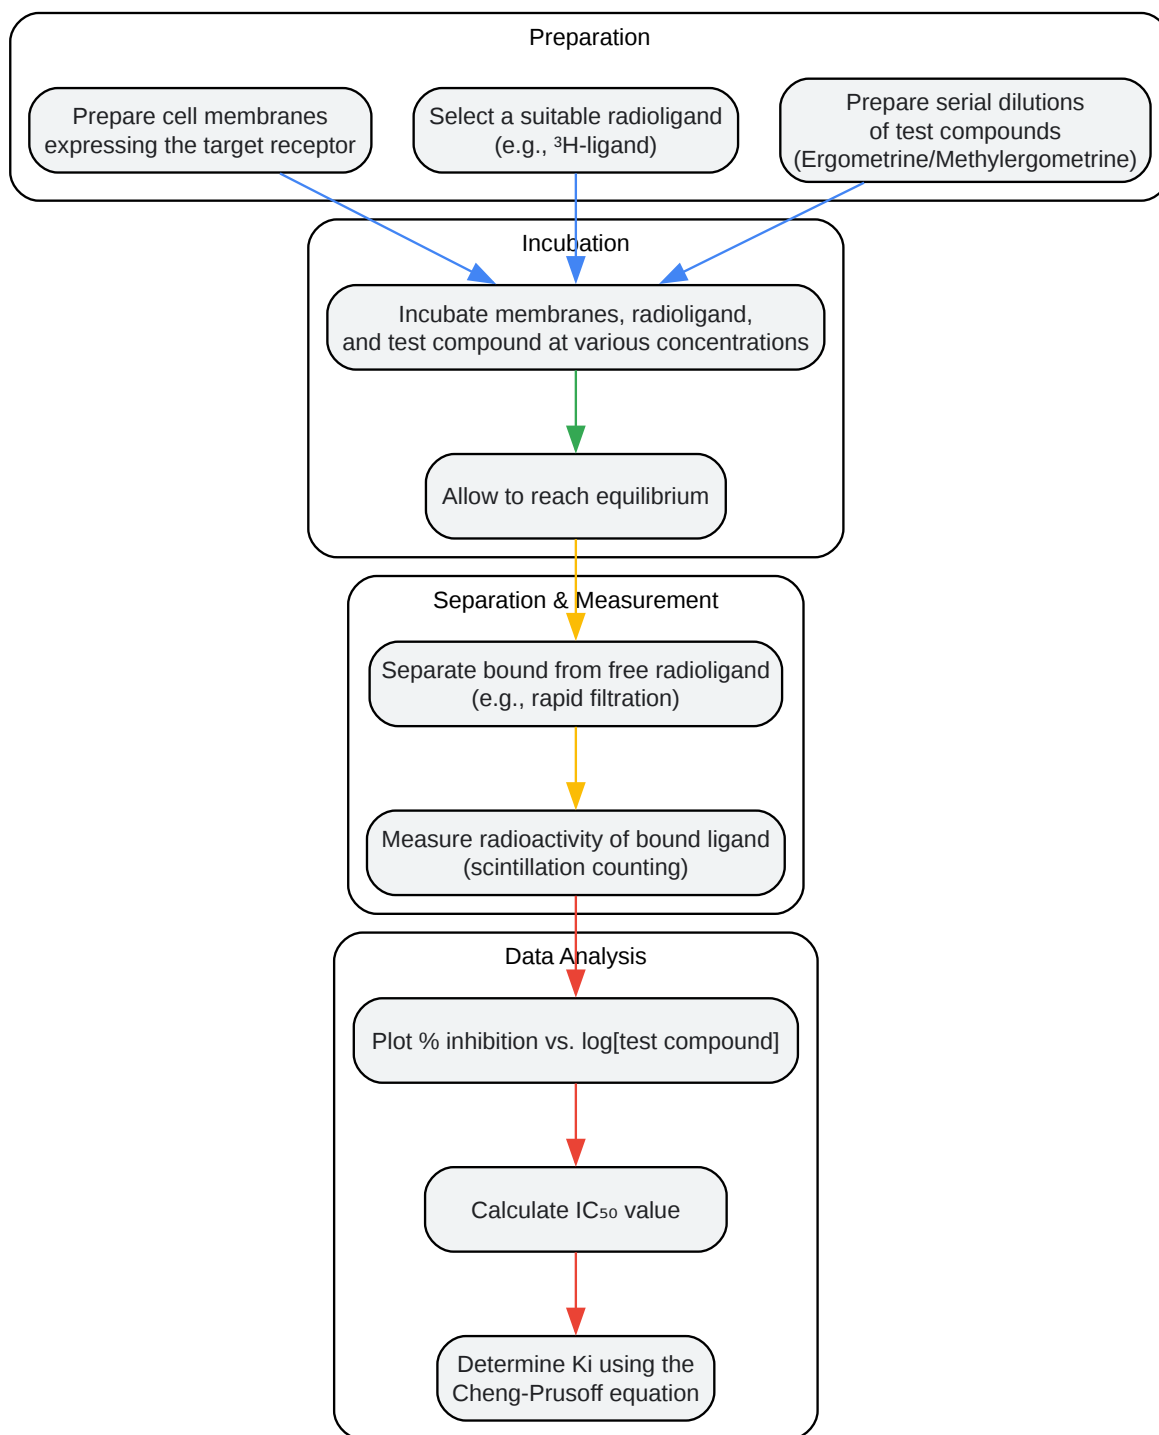 Preparation
Prepare cell membranes
expressing the target receptor
Select a suitable radioligand
(e.g., ³H-ligand)
Prepare serial dilutions
of test compounds
(Ergometrine/Methylergometrine)
Incubation
Incubate membranes, radioligand,
and test compound at various concentrations
Allow to reach equilibrium
Separation & Measurement
Separate bound from free radioligand
(e.g., rapid filtration)
Measure radioactivity of bound ligand
(scintillation counting)
Data Analysis
Plot % inhibition vs. log[test compound]
Calculate IC₅₀ value
Determine Ki using the
Cheng-Prusoff equation